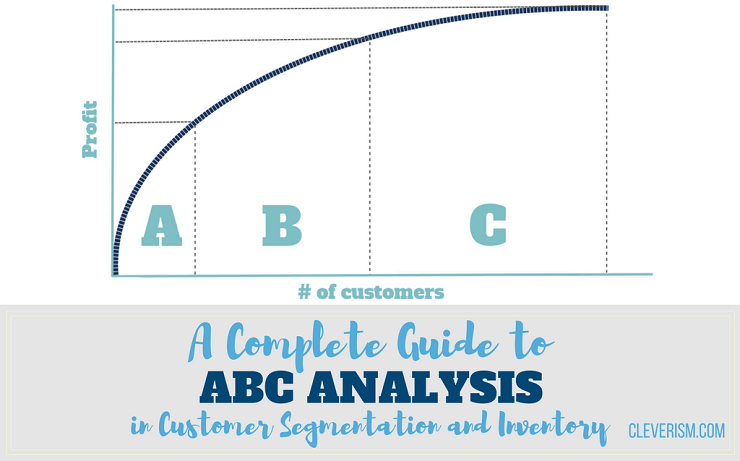 Profit
A B C
# of customers
A Complete Guide to
ABC ANALYSIS
in Customer Segmentation and Inventory
CLEVERISM.COM